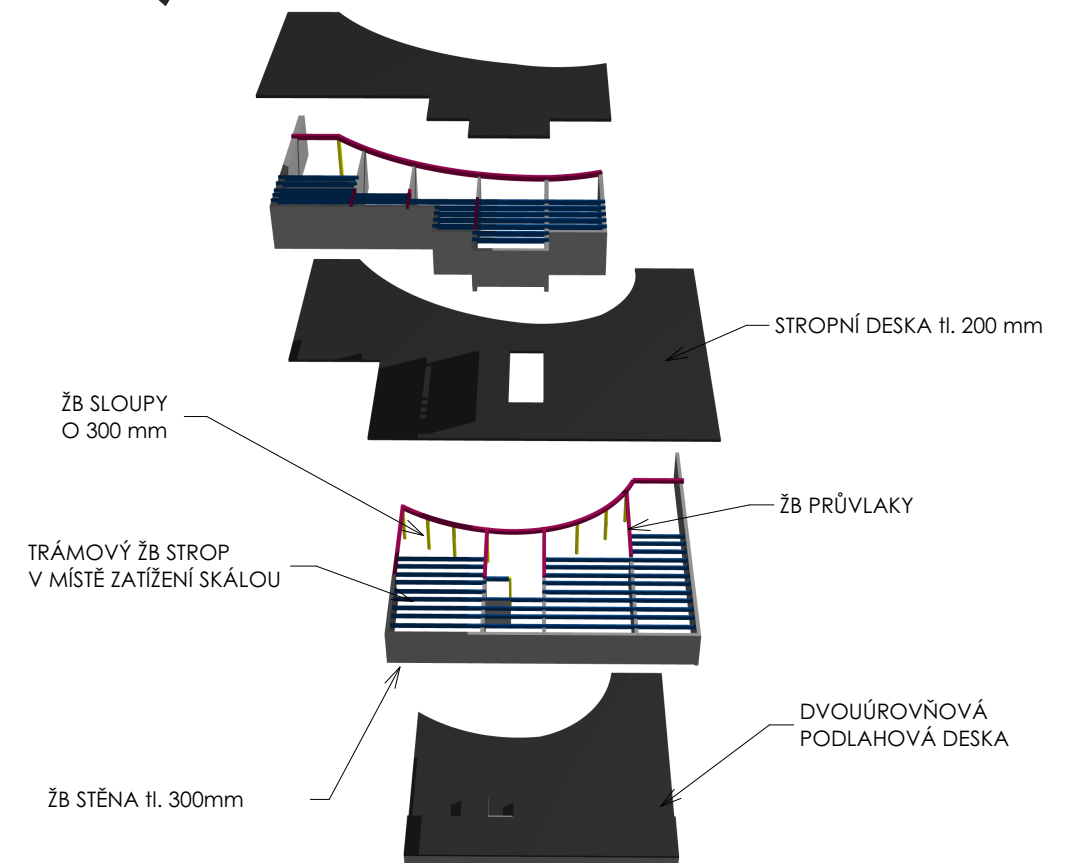 STROPNÍ DESKA tl. 200 mm
ŽB SLOUPY
O 300 mm
ŽB PRŮVLAKY
TRÁMOVÝ ŽB STROP
V MÍSTĚ ZATÍŽENÍ SKÁLOU
DVOUÚROVŇOVÁ
PODLAHOVÁ DESKA
ŽB STĚNA tl. 300mm